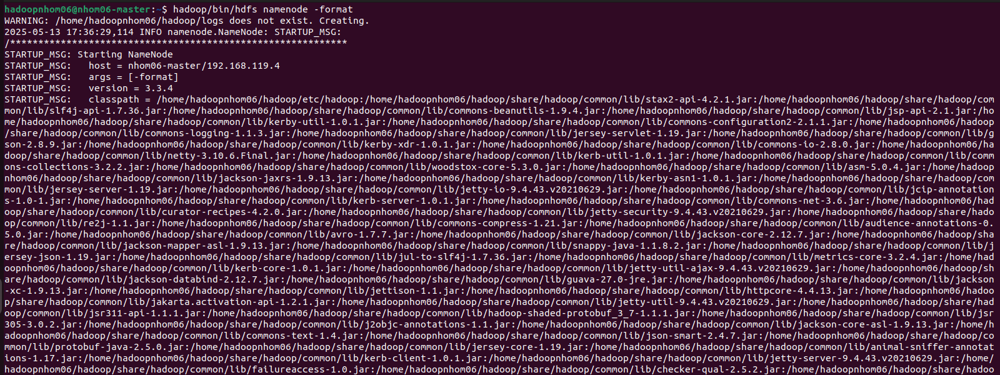 hadoopnhom06@nhom06-master:~$ hadoop/bin/hdfs namenode -format
WARNING: /home/hadoopnhom06/hadoop/logs does not exist. Creating.
2025-05-13 17:36:29,114 INFO namenode.NameNode: STARTUP_MSG:
/************************************************************
STARTUP_MSG: Starting NameNode
STARTUP_MSG:   host = nhom06-master/192.168.119.4
STARTUP_MSG:   args = [-format]
STARTUP_MSG:   version = 3.3.4
STARTUP_MSG:   classpath = /home/hadoopnhom06/hadoop/etc/hadoop:/home/hadoopnhom06/hadoop/share/hadoop/common/lib/stax2-api-4.2.1.jar:/home/hadoopnhom06/hadoop/share/hadoop/com
mon/lib/slf4j-api-1.7.36.jar:/home/hadoopnhom06/hadoop/share/hadoop/common/lib/commons-beanutils-1.9.4.jar:/home/hadoopnhom06/hadoop/share/hadoop/common/lib/jsp-api-2.1.jar:/ho
me/hadoopnhom06/hadoop/share/hadoop/common/lib/kerby-util-1.0.1.jar:/home/hadoopnhom06/hadoop/share/hadoop/common/lib/commons-configuration2-2.1.1.jar:/home/hadoopnhom06/hadoop
/share/hadoop/common/lib/commons-logging-1.1.3.jar:/home/hadoopnhom06/hadoop/share/hadoop/common/lib/jersey-servlet-1.19.jar:/home/hadoopnhom06/hadoop/share/hadoop/common/lib/g
son-2.8.9.jar:/home/hadoopnhom06/hadoop/share/hadoop/common/lib/kerby-xdr-1.0.1.jar:/home/hadoopnhom06/hadoop/share/hadoop/common/lib/commons-io-2.8.0.jar:/home/hadoopnhom06/ha
doop/share/hadoop/common/lib/netty-3.10.6.Final.jar:/home/hadoopnhom06/hadoop/share/hadoop/common/lib/kerb-util-1.0.1.jar:/home/hadoopnhom06/hadoop/share/hadoop/common/lib/comm
ons-collections-3.2.2.jar:/home/hadoopnhom06/hadoop/share/hadoop/common/lib/woodstox-core-5.3.0.jar:/home/hadoopnhom06/hadoop/share/hadoop/common/lib/asm-5.0.4.jar:/home/hadoop
nhom06/hadoop/share/hadoop/common/lib/jackson-jaxrs-1.9.13.jar:/home/hadoopnhom06/hadoop/share/hadoop/common/lib/kerby-asn1-1.0.1.jar:/home/hadoopnhom06/hadoop/share/hadoop/com
mon/lib/jersey-server-1.19.jar:/home/hadoopnhom06/hadoop/share/hadoop/common/lib/jetty-io-9.4.43.v20210629.jar:/home/hadoopnhom06/hadoop/share/hadoop/common/lib/jcip-annotation
s-1.0-1.jar:/home/hadoopnhom06/hadoop/share/hadoop/common/lib/kerb-server-1.0.1.jar:/home/hadoopnhom06/hadoop/share/hadoop/common/lib/commons-net-3.6.jar:/home/hadoopnhom06/had
oop/share/hadoop/common/lib/curator-recipes-4.2.0.jar:/home/hadoopnhom06/hadoop/share/hadoop/common/lib/jetty-security-9.4.43.v20210629.jar:/home/hadoopnhom06/hadoop/share/hado
op/common/lib/re2j-1.1.jar:/home/hadoopnhom06/hadoop/share/hadoop/common/lib/commons-compress-1.21.jar:/home/hadoopnhom06/hadoop/share/hadoop/common/lib/audience-annotations-0.
5.0.jar:/home/hadoopnhom06/hadoop/share/hadoop/common/lib/avro-1.7.7.jar:/home/hadoopnhom06/hadoop/share/hadoop/common/lib/jackson-core-2.12.7.jar:/home/hadoopnhom06/hadoop/sha
re/hadoop/common/lib/jackson-mapper-asl-1.9.13.jar:/home/hadoopnhom06/hadoop/share/hadoop/common/lib/snappy-java-1.1.8.2.jar:/home/hadoopnhom06/hadoop/share/hadoop/common/lib/j
ersey-json-1.19.jar:/home/hadoopnhom06/hadoop/share/hadoop/common/lib/jul-to-slf4j-1.7.36.jar:/home/hadoopnhom06/hadoop/share/hadoop/common/lib/metrics-core-3.2.4.jar:/home/had
oopnhom06/hadoop/share/hadoop/common/lib/kerb-core-1.0.1.jar:/home/hadoopnhom06/hadoop/share/hadoop/common/lib/jetty-util-ajax-9.4.43.v20210629.jar:/home/hadoopnhom06/hadoop/sh
are/hadoop/common/lib/jackson-databind-2.12.7.jar:/home/hadoopnhom06/hadoop/share/hadoop/common/lib/guava-27.0-jre.jar:/home/hadoopnhom06/hadoop/share/hadoop/common/lib/jackson
-xc-1.9.13.jar:/home/hadoopnhom06/hadoop/share/hadoop/common/lib/jettison-1.1.jar:/home/hadoopnhom06/hadoop/share/hadoop/common/lib/httpcore-4.4.13.jar:/home/hadoopnhom06/hadoo
p/share/hadoop/common/lib/jakarta.activation-api-1.2.1.jar:/home/hadoopnhom06/hadoop/share/hadoop/common/lib/jetty-util-9.4.43.v20210629.jar:/home/hadoopnhom06/hadoop/share/had
oop/common/lib/jsr311-api-1.1.1.jar:/home/hadoopnhom06/hadoop/share/hadoop/common/lib/hadoop-shaded-protobuf_3_7-1.1.1.jar:/home/hadoopnhom06/hadoop/share/hadoop/common/lib/jsr
305-3.0.2.jar:/home/hadoopnhom06/hadoop/share/hadoop/common/lib/j2objc-annotations-1.1.jar:/home/hadoopnhom06/hadoop/share/hadoop/common/lib/jackson-core-asl-1.9.13.jar:/home/h
adoopnhom06/hadoop/share/hadoop/common/lib/commons-text-1.4.jar:/home/hadoopnhom06/hadoop/share/hadoop/common/lib/json-smart-2.4.7.jar:/home/hadoopnhom06/hadoop/share/hadoop/co
mmon/lib/protobuf-java-2.5.0.jar:/home/hadoopnhom06/hadoop/share/hadoop/common/lib/jersey-core-1.19.jar:/home/hadoopnhom06/hadoop/share/hadoop/common/lib/animal-sniffer-annotat
ions-1.17.jar:/home/hadoopnhom06/hadoop/share/hadoop/common/lib/kerb-client-1.0.1.jar:/home/hadoopnhom06/hadoop/share/hadoop/common/lib/jetty-server-9.4.43.v20210629.jar:/home/
hadoopnhom06/hadoop/share/hadoop/common/lib/failureaccess-1.0.jar:/home/hadoopnhom06/hadoop/share/hadoop/common/lib/checker-qual-2.5.2.jar:/home/hadoopnhom06/hadoop/share/hadoo